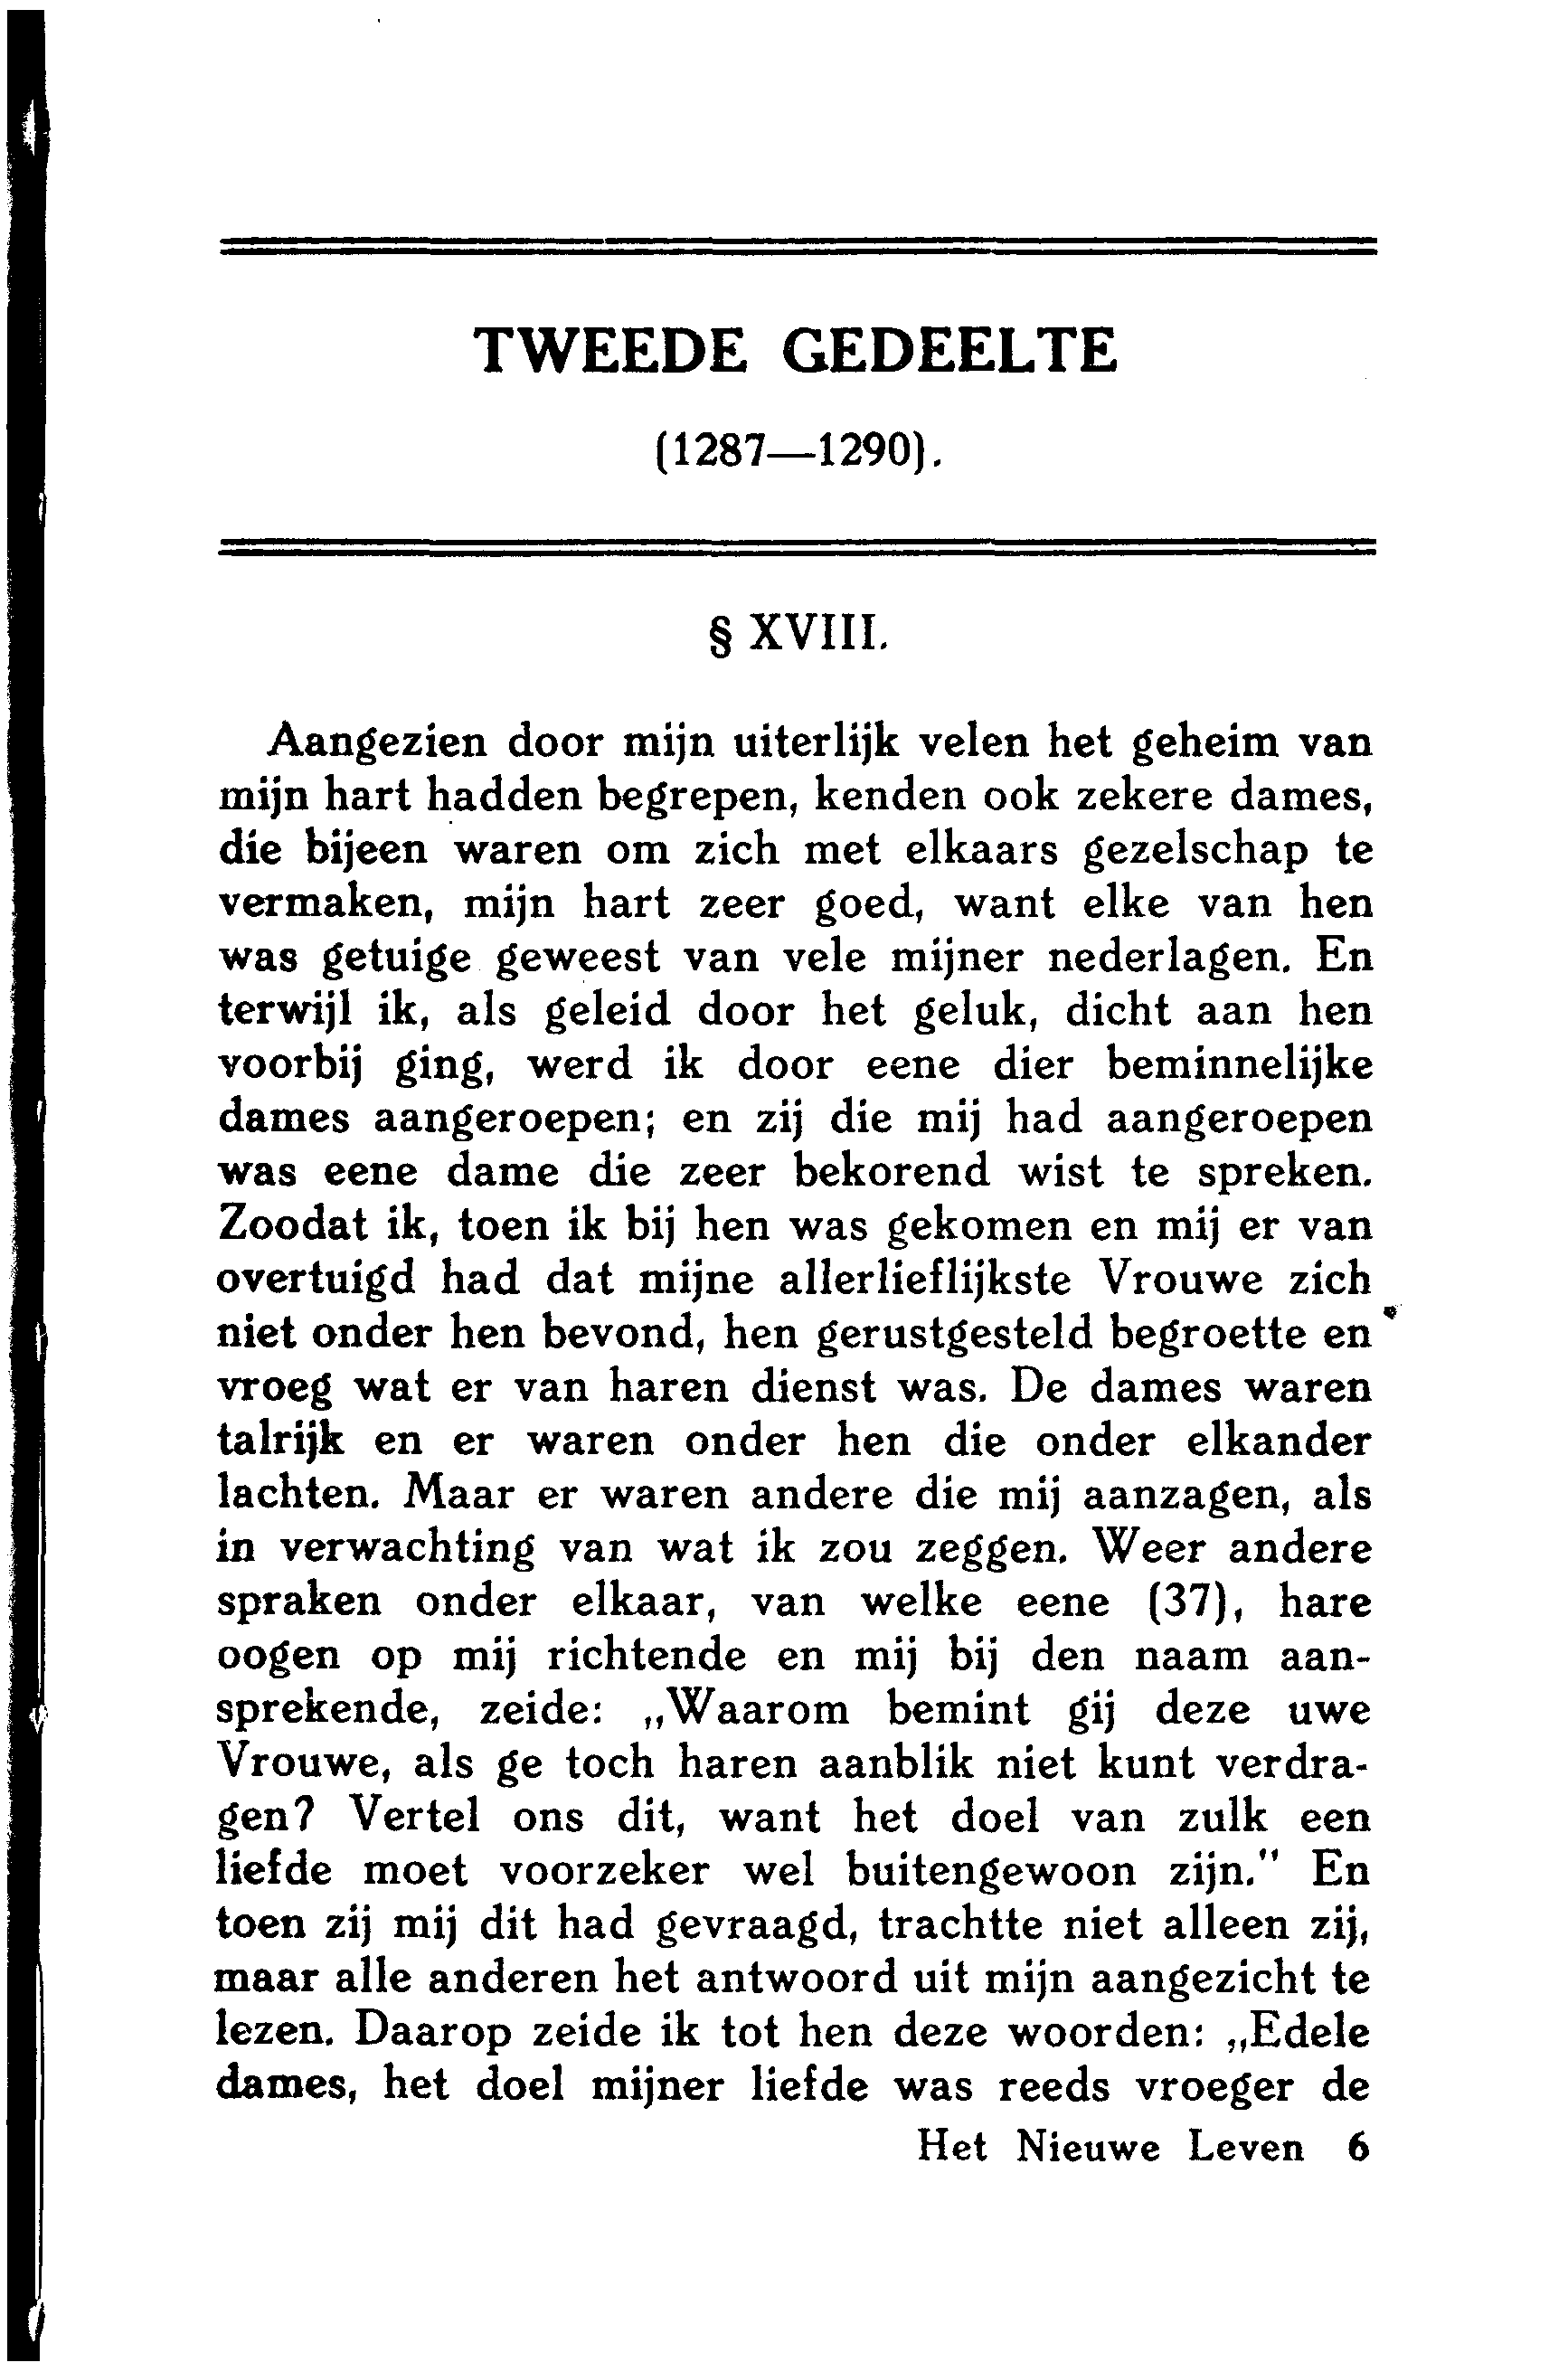 TWEEDE GEDEELTE
(1287—1290).
§ XVIII.
Aangezien door mijn uiterlijk velen het geheim van
mijn hart hadden begrepen, kenden ook zekere dames,
die bijeen waren om zich met elkaars gezelschap te
vermaken, mijn hart zeer goed, want elke van hen
was getuige geweest van vele mijner nederlagen. En
terwijl ik, als geleid door het geluk, dicht aan hen
voorbij ging, werd ik door eene dier beminnelijke
dames aangeroepen; en zij die mij had aangeroepen
was eene dame die zeer bekorend wist te spreken.
Zoodat ik, toen ik bij hen was gekomen en mij er van
overtuigd had dat mijne allerlieflijkste Vrouwe zich
niet onder hen bevond, hen gerustgesteld begroette en
vroeg wat er van haren dienst was. De dames waren
talrijk en er waren onder hen die onder elkander
lachten. Maar er waren andere die mij aanzagen, als
in verwachting van wat ik zou zeggen. Weer andere
spraken onder elkaar, van welke eene (37), hare
oogen op mij richtende en mij bij den naam aan-
sprekende, zeide: „Waarom bemint gij deze uwe
Vrouwe, als ge toch haren aanblik niet kunt verdra-
gen? Vertel ons dit, want het doel van zulk een
liefde moet voorzeker wel buitengewoon zijn.” En
toen zij mij dit had gevraagd, trachtte niet alleen zij,
maar alle anderen het antwoord uit mijn aangezicht te
lezen. Daarop zeide ik tot hen deze woorden: „Edele
dames, het doel mijner liefde was reeds vroeger de
Het Nieuwe Leven 6